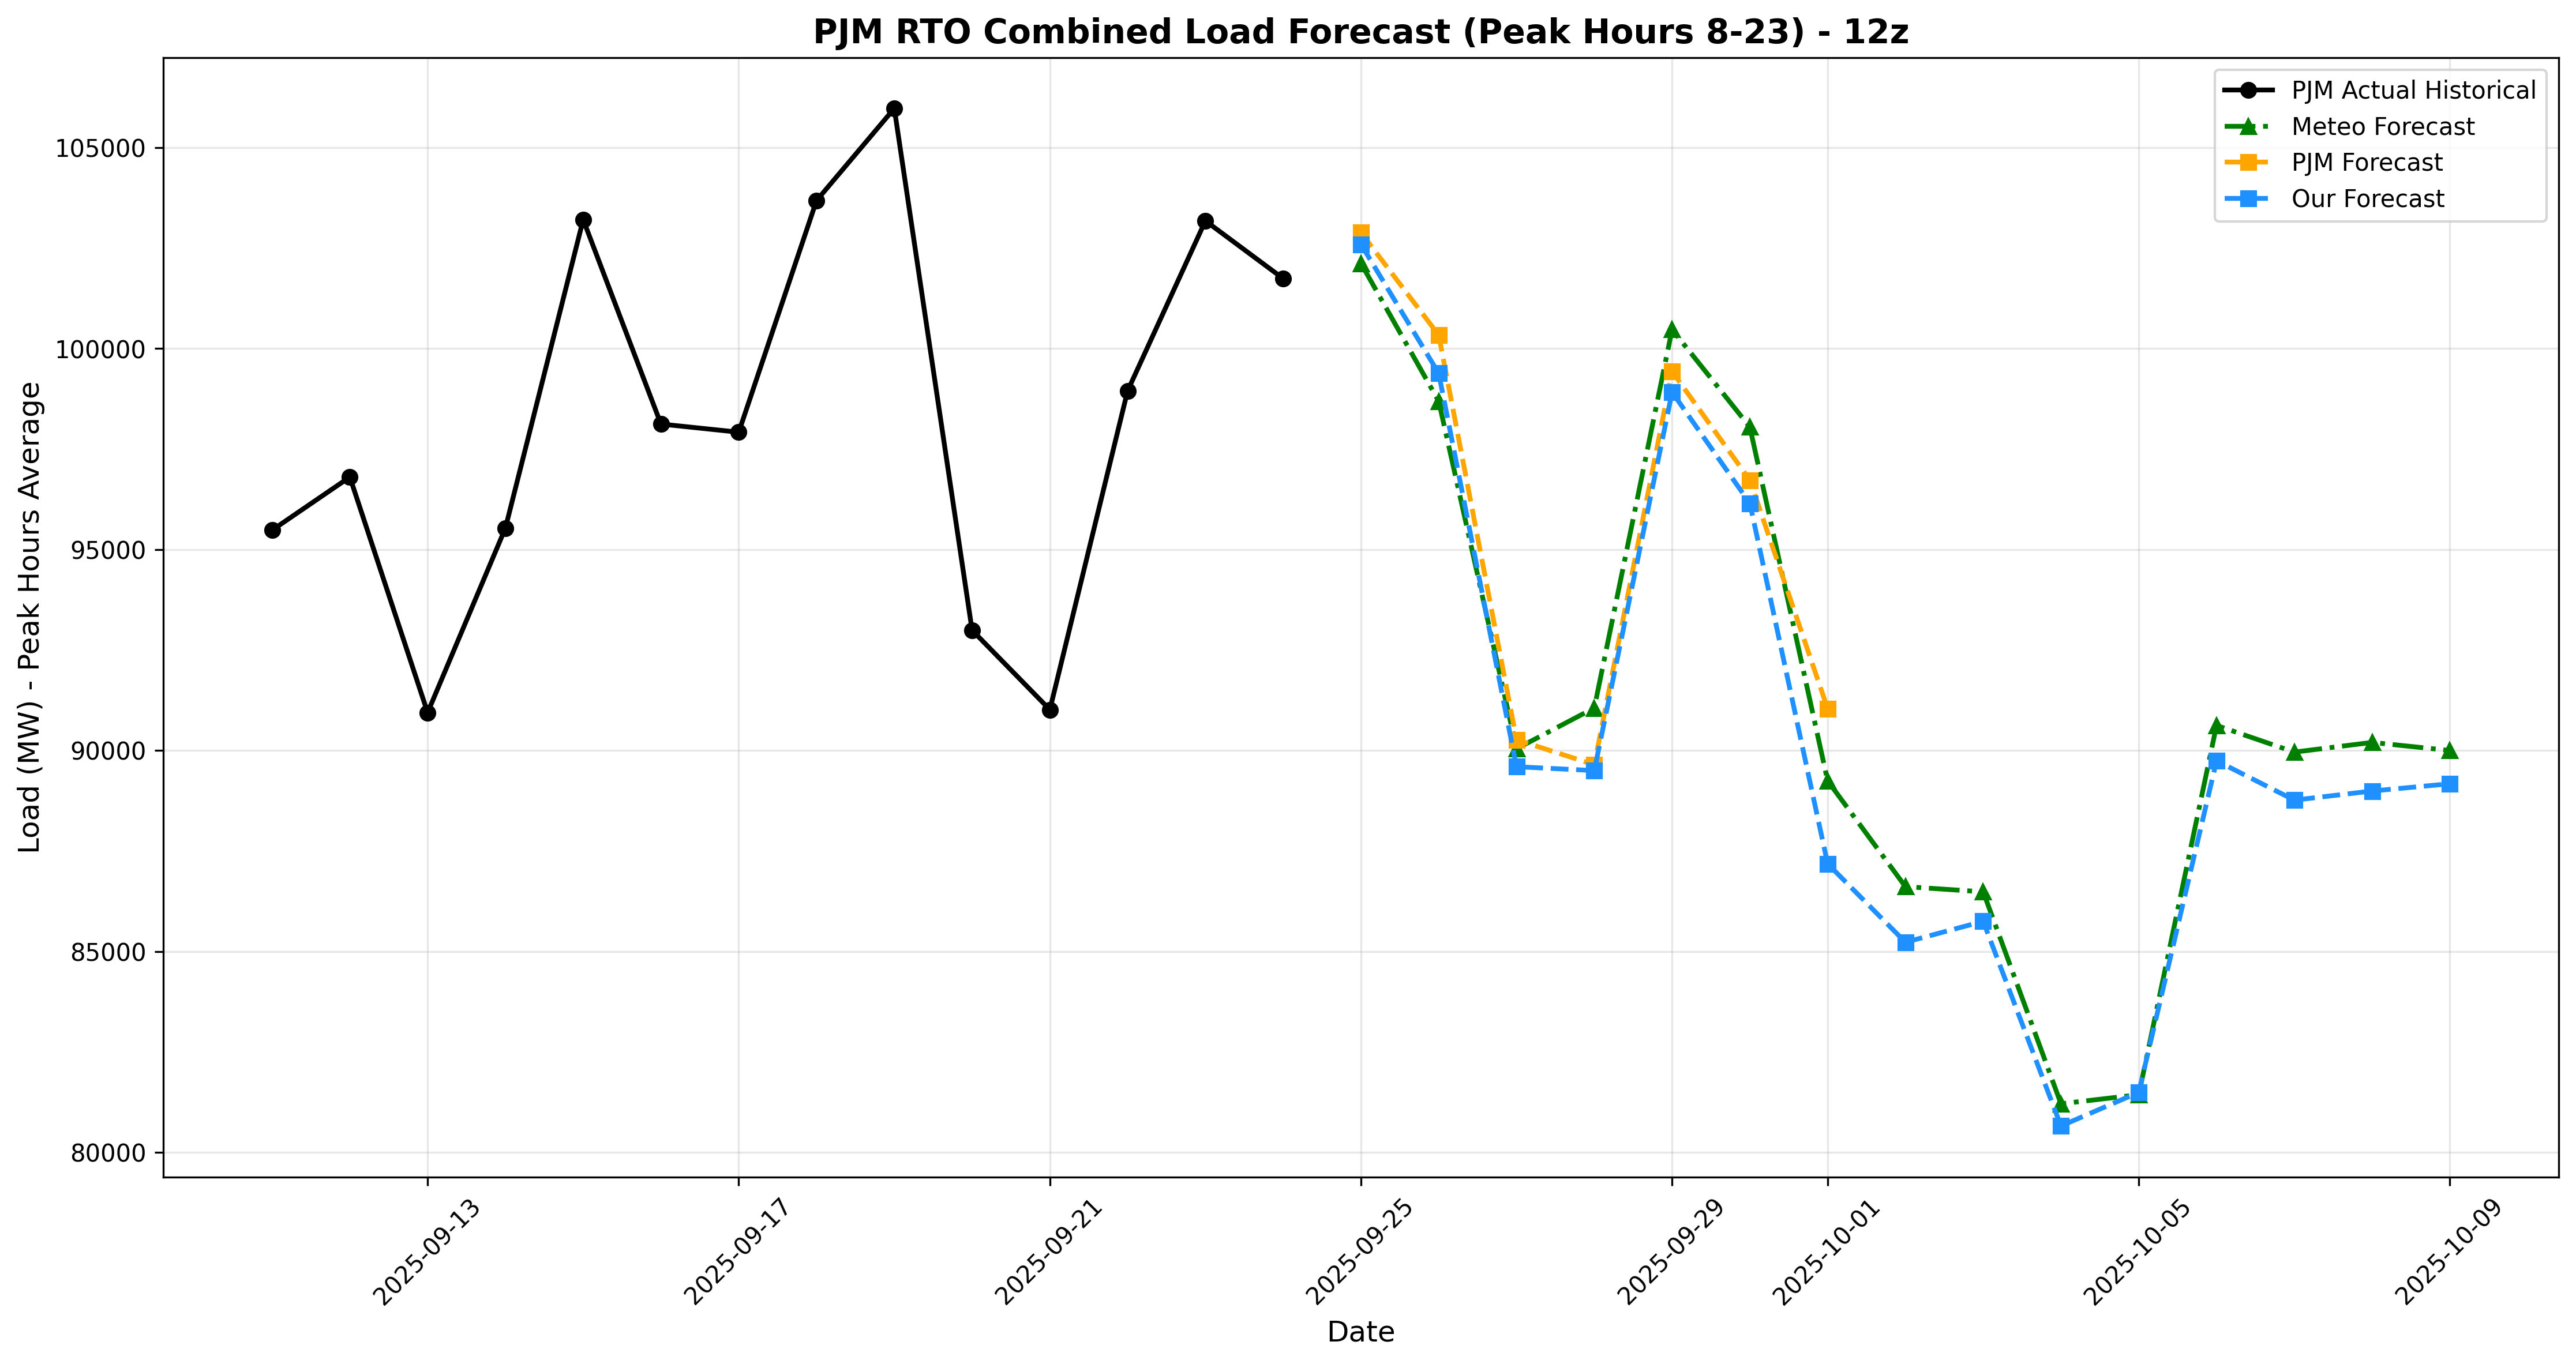 PJM RTO Combined Load Forecast (Peak Hours 8-23) - 12z
PJM Actual Historical
Meteo Forecast
PJM Forecast
Our Forecast
Load (MW) - Peak Hours Average
105000
100000
95000
90000
85000
80000
2025-09-13
2025-09-17
2025-09-21
2025-09-25
2025-09-29
2025-10-01
2025-10-05
2025-10-09
Date